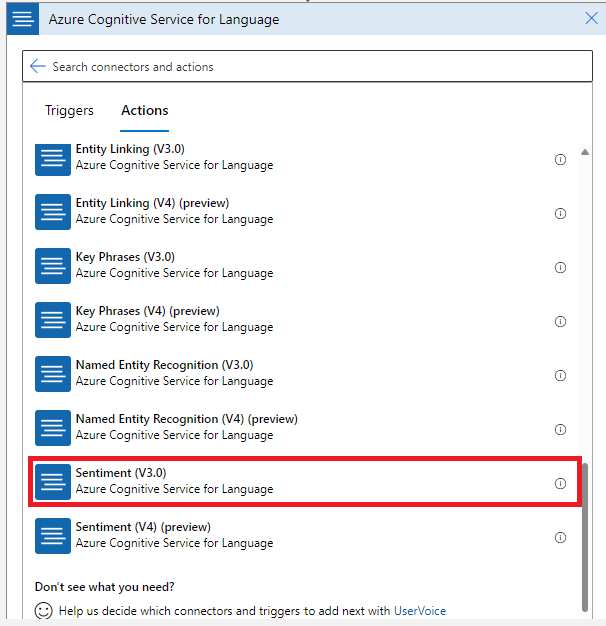 Azure Cognitive Service for Language
Search connectors and actions
Triggers Actions
Entity Linking (V3.0)
Azure Cognitive Service for Language
Entity Linking (V4) (preview)
Azure Cognitive Service for Language
Key Phrases (V3.0)
Azure Cognitive Service for Language
Key Phrases (V4) (preview)
Azure Cognitive Service for Language
Named Entity Recognition (V3.0)
Azure Cognitive Service for Language
Named Entity Recognition (V4) (preview)
Azure Cognitive Service for Language
Sentiment (V3.0)
Azure Cognitive Service for Language
Sentiment (V4) (preview)
Azure Cognitive Service for Language
Don't see what you need?
Help us decide which connectors and triggers to add next with UserVoice